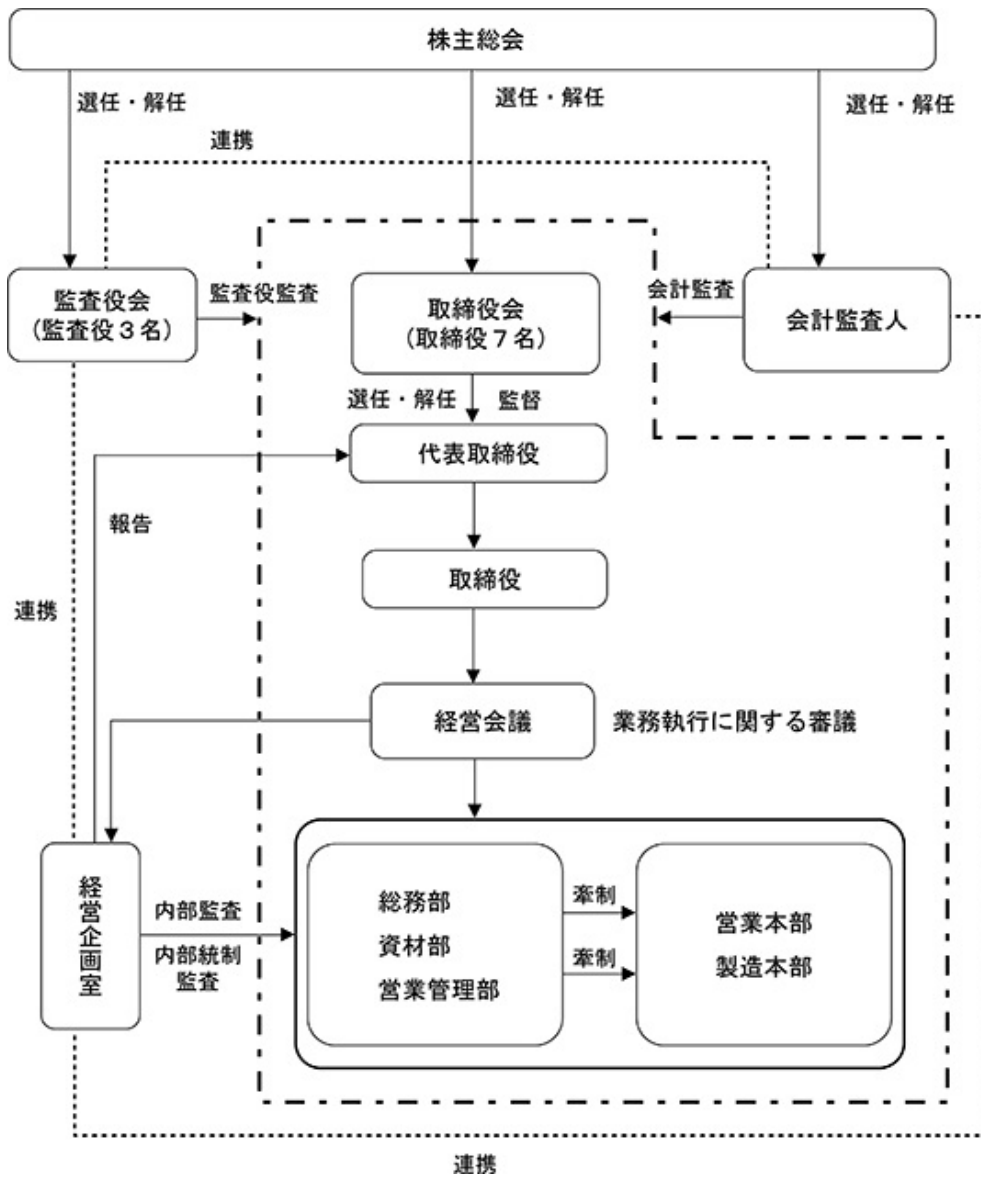 株主総会
選任・解任
選任・解任
選任・解任
連携
監査役会
(監査役3名)
監査役監査
取締役会
(取締役7名)
会計監査
会計監査人
選任・解任
監督
代表取締役
報告
取締役
連携
経営会議
業務執行に関する審議
経営企画室
内部監査
内部統制
監査
総務部
資材部
営業管理部
牽制
牽制
営業本部
製造本部
連携